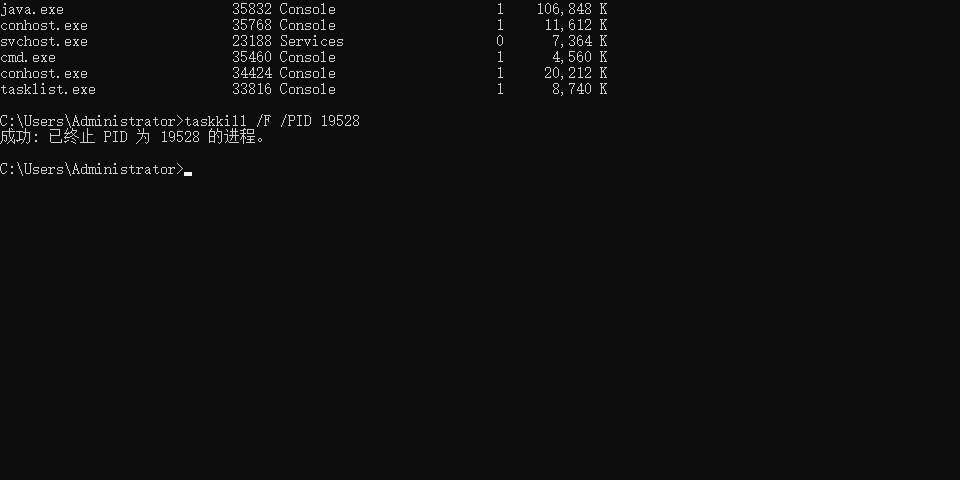 java.exe 35832 Console 1 106,848 K
conhost.exe 35768 Console 1 11,612 K
svchost.exe 23188 Services 0 7,364 K
cmd.exe 35460 Console 1 4,560 K
conhost.exe 34424 Console 1 20,212 K
tasklist.exe 33816 Console 1 8,740 K
C:\Users\Administrator>taskkill /F /PID 19528
成功: 已终止 PID 为 19528 的进程。
C:\Users\Administrator>